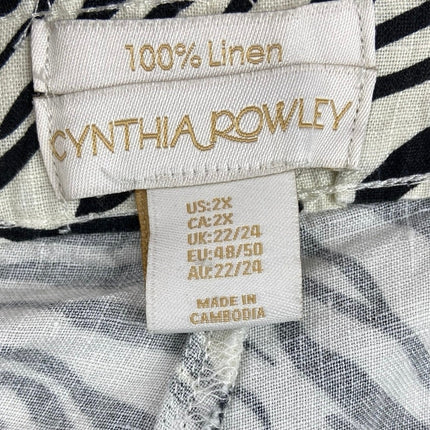 100% Linen
CYNTHIA ROWLEY
US:2X
CA:2X
UK:22/24
EU:48/50
AU:22/24
MADE IN
CAMBODIA